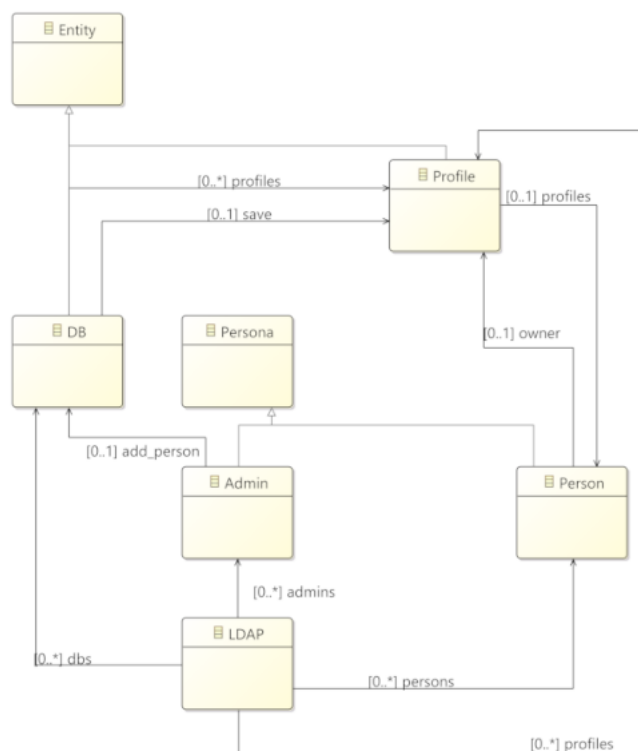 Entity
Profile
[0..*] profiles
[0..1] profiles
[0..1] save
DB
Persona
[0..1] owner
[0..1] add_person
Admin
Person
[0..*] admins
LDAP
[0..*] dbs
[0..*] persons
[0..*] profiles